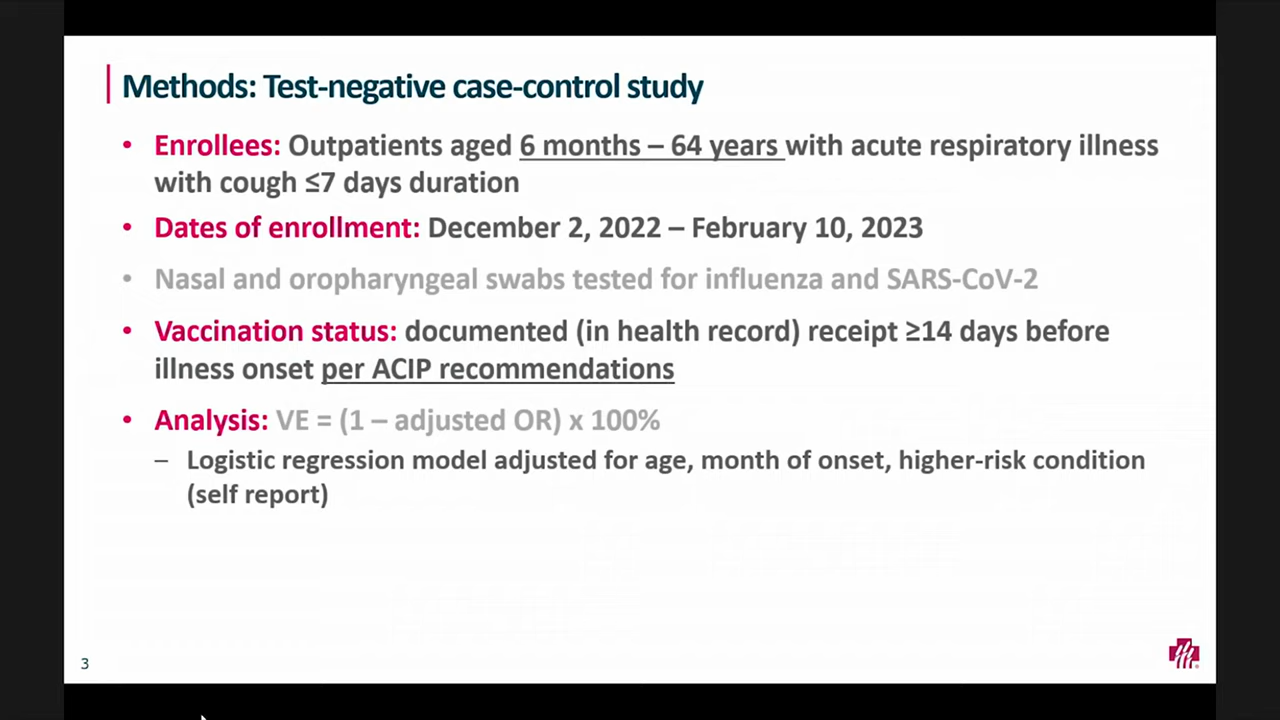 Methods: Test-negative case-control study
• Enrollees: Outpatients aged 6 months – 64 years with acute respiratory illness
with cough ≤7 days duration
• Dates of enrollment: December 2, 2022 – February 10, 2023
• Nasal and oropharyngeal swabs tested for influenza and SARS-CoV-2
• Vaccination status: documented (in health record) receipt ≥14 days before
illness onset per ACIP recommendations
• Analysis: VE = (1 – adjusted OR) x 100%
– Logistic regression model adjusted for age, month of onset, higher-risk condition
(self report)
3